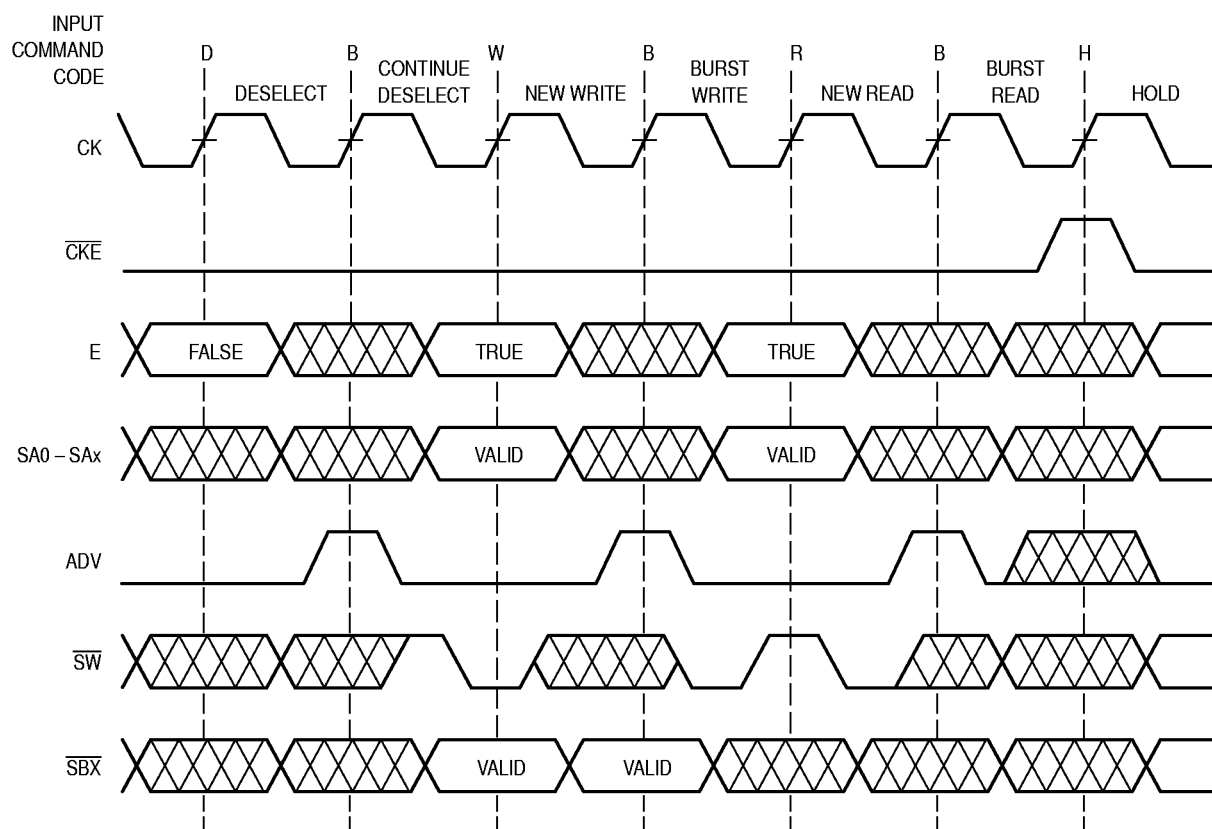 INPUT
COMMAND
CODE
D B W B R B H
DESELECT
CONTINUE
DESELECT
NEW WRITE
BURST
WRITE
NEW READ
BURST
READ
HOLD
CK
CKE
E FALSE TRUE TRUE
SA0 – SAx VALID VALID
ADV
SW
SBX VALID VALID